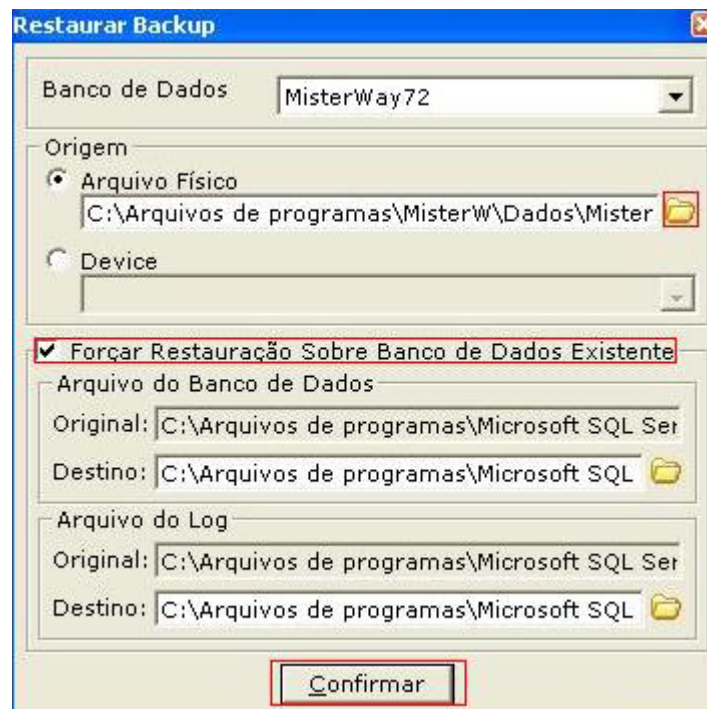 Restaurar Backup
Banco de Dados MisterWay72
Origem
Arquivo Físico
C:\Arquivos de programas\MisterW\Dados\Mister
Device
Forçar Restauração Sobre Banco de Dados Existente
Arquivo do Banco de Dados
Original: C:\Arquivos de programas\Microsoft SQL Ser
Destino: C:\Arquivos de programas\Microsoft SQL
Arquivo do Log
Original: C:\Arquivos de programas\Microsoft SQL Ser
Destino: C:\Arquivos de programas\Microsoft SQL
Confirmar